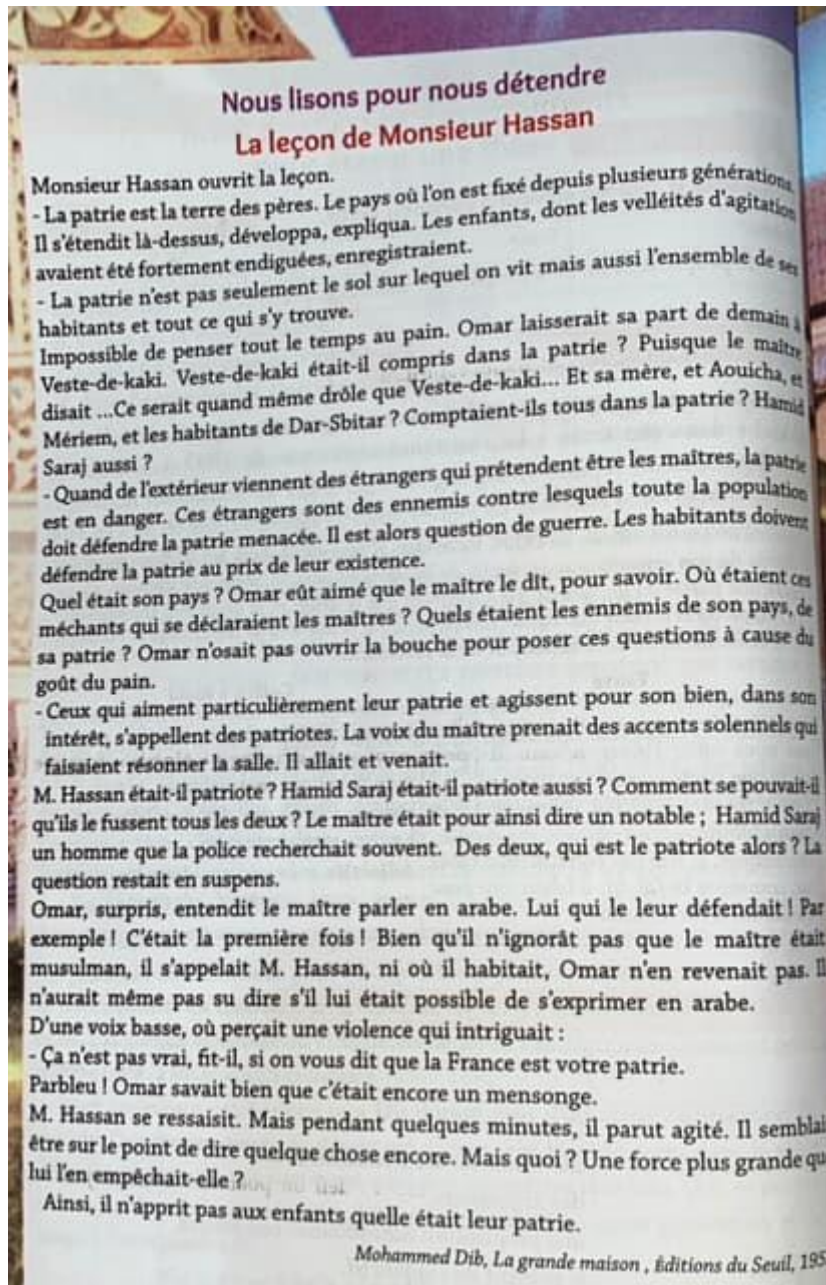 Nous lisons pour nous détendre
La leçon de Monsieur Hassan
Monsieur Hassan ouvrit la leçon.
- La patrie est la terre des pères. Le pays où l'on est fixé depuis plusieurs générations.
Il s'étendit là-dessus, développa, expliqua. Les enfants, dont les velléités d'agitation
avaient été fortement endiguées, enregistraient.
- La patrie n'est pas seulement le sol sur lequel on vit mais aussi l'ensemble de ses
habitants et tout ce qui s'y trouve.
Impossible de penser tout le temps au pain. Omar laisserait sa part de demain à
Veste-de-kaki. Veste-de-kaki était-il compris dans la patrie ? Puisque le maître
disait ...Ce serait quand même drôle que Veste-de-kaki... Et sa mère, et Aouicha, et
Mériem, et les habitants de Dar-Sbitar ? Comptaient-ils tous dans la patrie ? Hamid
Saraj aussi ?
- Quand de l'extérieur viennent des étrangers qui prétendent être les maîtres, la patrie
est en danger. Ces étrangers sont des ennemis contre lesquels toute la population
doit défendre la patrie menacée. Il est alors question de guerre. Les habitants doivent
défendre la patrie au prix de leur existence.
Quel était son pays ? Omar eût aimé que le maître le dît, pour savoir. Où étaient ces
méchants qui se déclaraient les maîtres ? Quels étaient les ennemis de son pays, de
sa patrie ? Omar n'osait pas ouvrir la bouche pour poser ces questions à cause du
goût du pain.
- Ceux qui aiment particulièrement leur patrie et agissent pour son bien, dans son
intérêt, s'appellent des patriotes. La voix du maître prenait des accents solennels qui
faisaient résonner la salle. Il allait et venait.
M. Hassan était-il patriote ? Hamid Saraj était-il patriote aussi ? Comment se pouvait-il
qu'ils le fussent tous les deux ? Le maître était pour ainsi dire un notable ; Hamid Saraj
un homme que la police recherchait souvent. Des deux, qui est le patriote alors ? La
question restait en suspens.
Omar, surpris, entendit le maître parler en arabe. Lui qui le leur défendait ! Par
exemple ! C'était la première fois ! Bien qu'il n'ignorât pas que le maître était
musulman, il s'appelait M. Hassan, ni où il habitait, Omar n'en revenait pas. Il
n'aurait même pas su dire s'il lui était possible de s'exprimer en arabe.
D'une voix basse, où perçait une violence qui intriguait :
- Ça n'est pas vrai, fit-il, si on vous dit que la France est votre patrie.
Parbleu ! Omar savait bien que c'était encore un mensonge.
M. Hassan se ressaisit. Mais pendant quelques minutes, il parut agité. Il semblai
être sur le point de dire quelque chose encore. Mais quoi ? Une force plus grande qu
lui l'en empêchait-elle ?
Ainsi, il n'apprit pas aux enfants quelle était leur patrie.
Mohammed Dib, La grande maison , Éditions du Seuil, 195